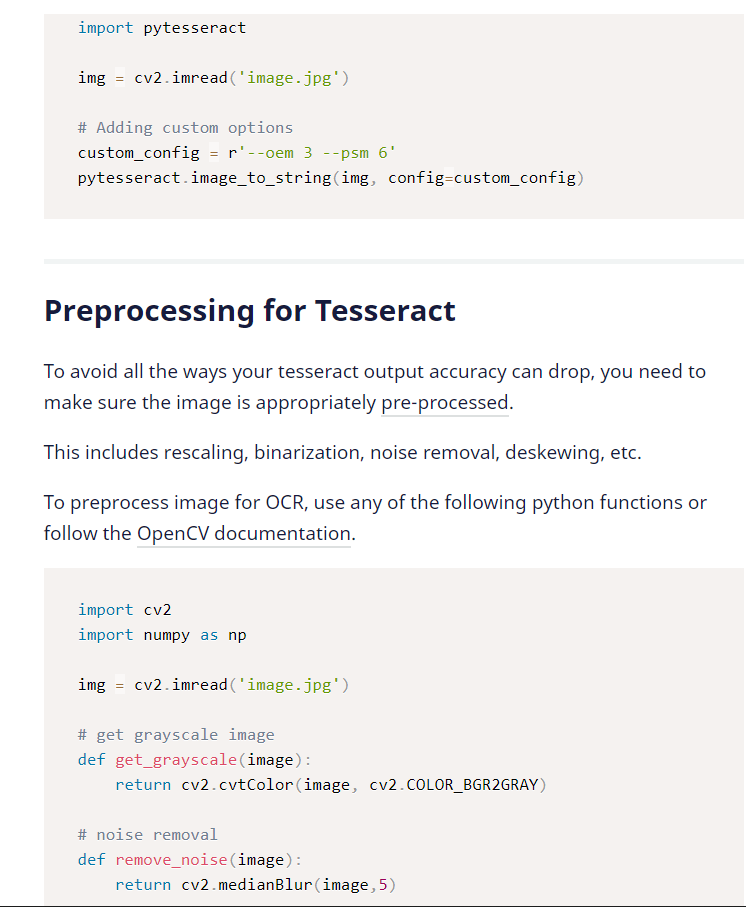 import pytesseract
img = cv2.imread('image.jpg')
# Adding custom options
custom_config = r'--oem 3 --psm 6'
pytesseract.image_to_string(img, config=custom_config)
Preprocessing for Tesseract
To avoid all the ways your tesseract output accuracy can drop, you need to
make sure the image is appropriately pre-processed.
This includes rescaling, binarization, noise removal, deskewing, etc.
To preprocess image for OCR, use any of the following python functions or
follow the OpenCV documentation.
import cv2
import numpy as np
img = cv2.imread('image.jpg')
# get grayscale image
def get_grayscale(image):
    return cv2.cvtColor(image, cv2.COLOR_BGR2GRAY)
# noise removal
def remove_noise(image):
    return cv2.medianBlur(image,5)